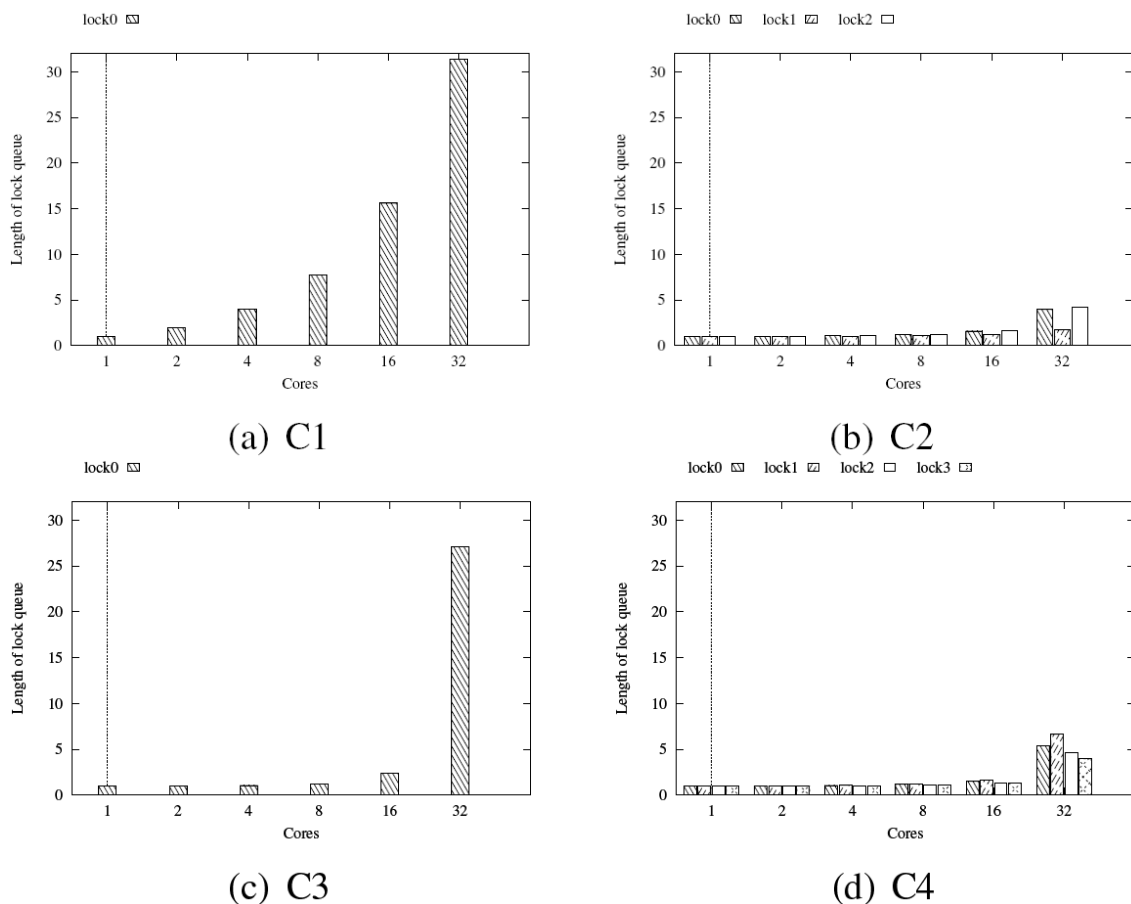 lock0
Length of lock queue
30
25
20
15
10
5
0
1 2 4 8 16 32
Cores
(a) C1
lock0 lock1 lock2
Length of lock queue
30
25
20
15
10
5
0
1 2 4 8 16 32
Cores
(b) C2
lock0
Length of lock queue
30
25
20
15
10
5
0
1 2 4 8 16 32
Cores
(c) C3
lock0 lock1 lock2 lock3
Length of lock queue
30
25
20
15
10
5
0
1 2 4 8 16 32
Cores
(d) C4